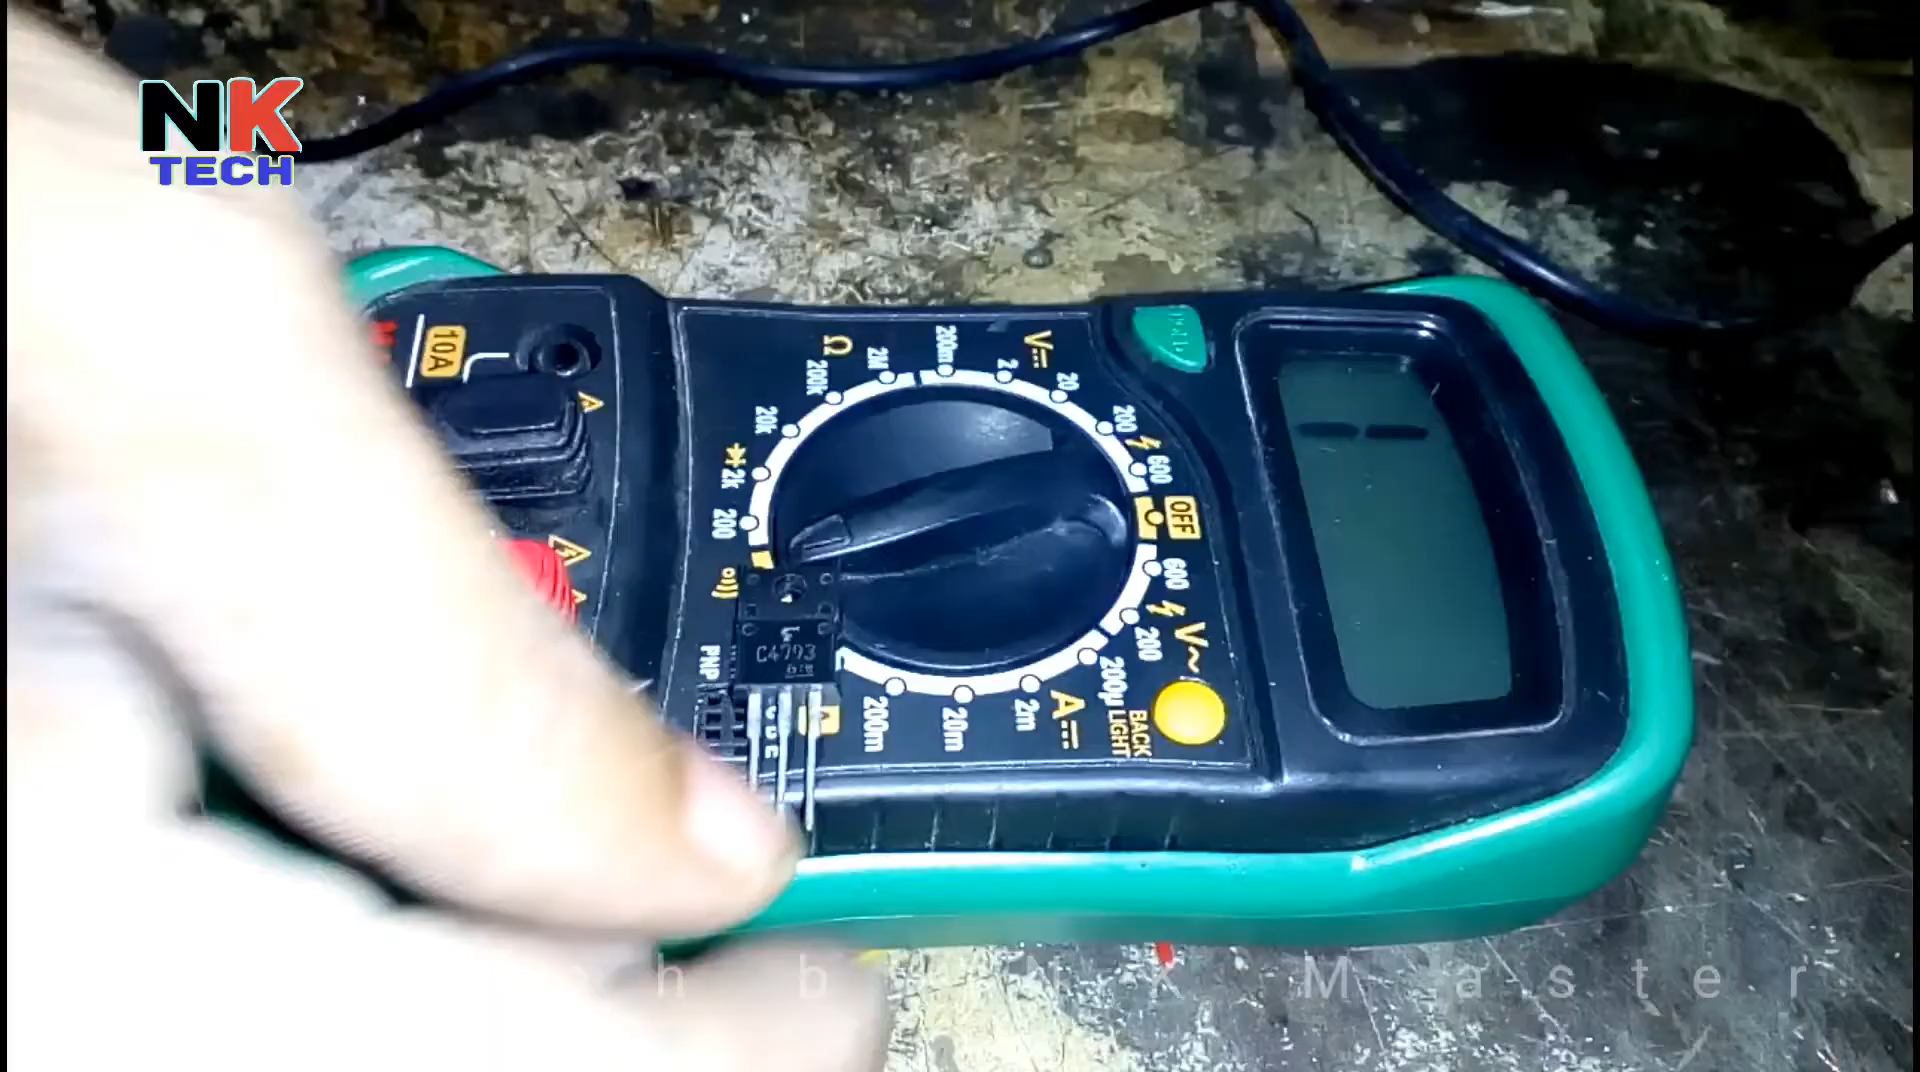 NK
TECH
10A
Ω
2M
200k
20k
2k
200
200m
2
20
200
600
V
OFF
600
200
V~
200µ
2m
20m
200m
A
BACK
LIGHT
PNP
C4793
h b N K M a s t e r